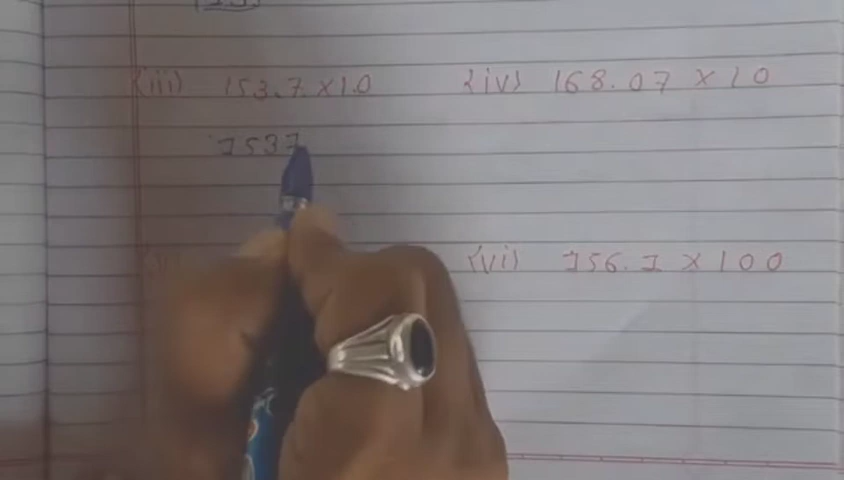 (iii) 153.7 × 10 (iv) 168.07 × 10
1537
(vi) 156.1 × 100